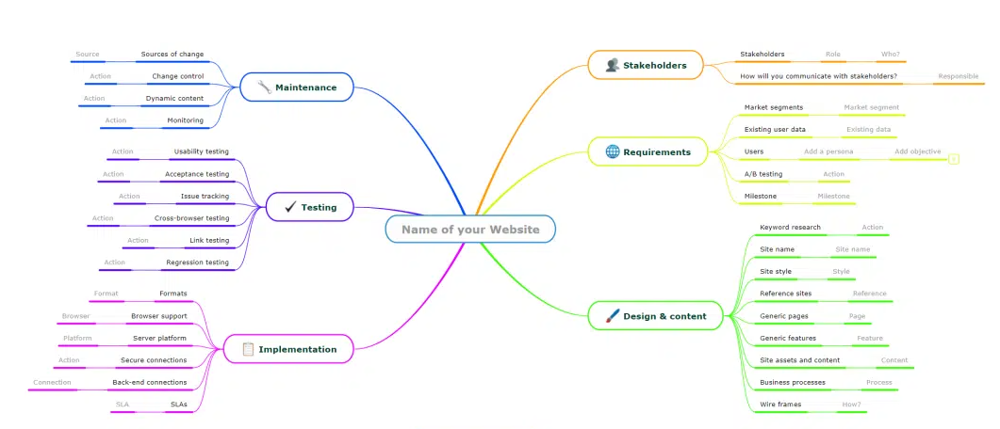 Name of your Website
Stakeholders
Stakeholders Role Who?
How will you communicate with stakeholders? Responsible
Requirements
Market segments Market segment
Existing user data Existing data
Users Add a persona Add objective
A/B testing Action
Milestone Milestone
Design & content
Keyword research Action
Site name Site name
Site style Style
Reference sites Reference
Generic pages Page
Generic features Feature
Site assets and content Content
Business processes Process
Wire frames How?
Maintenance
Source Sources of change
Action Change control
Action Dynamic content
Action Monitoring
Testing
Action Usability testing
Action Acceptance testing
Action Issue tracking
Action Cross-browser testing
Action Link testing
Action Regression testing
Implementation
Format Formats
Browser Browser support
Platform Server platform
Action Secure connections
Connection Back-end connections
SLA SLAs